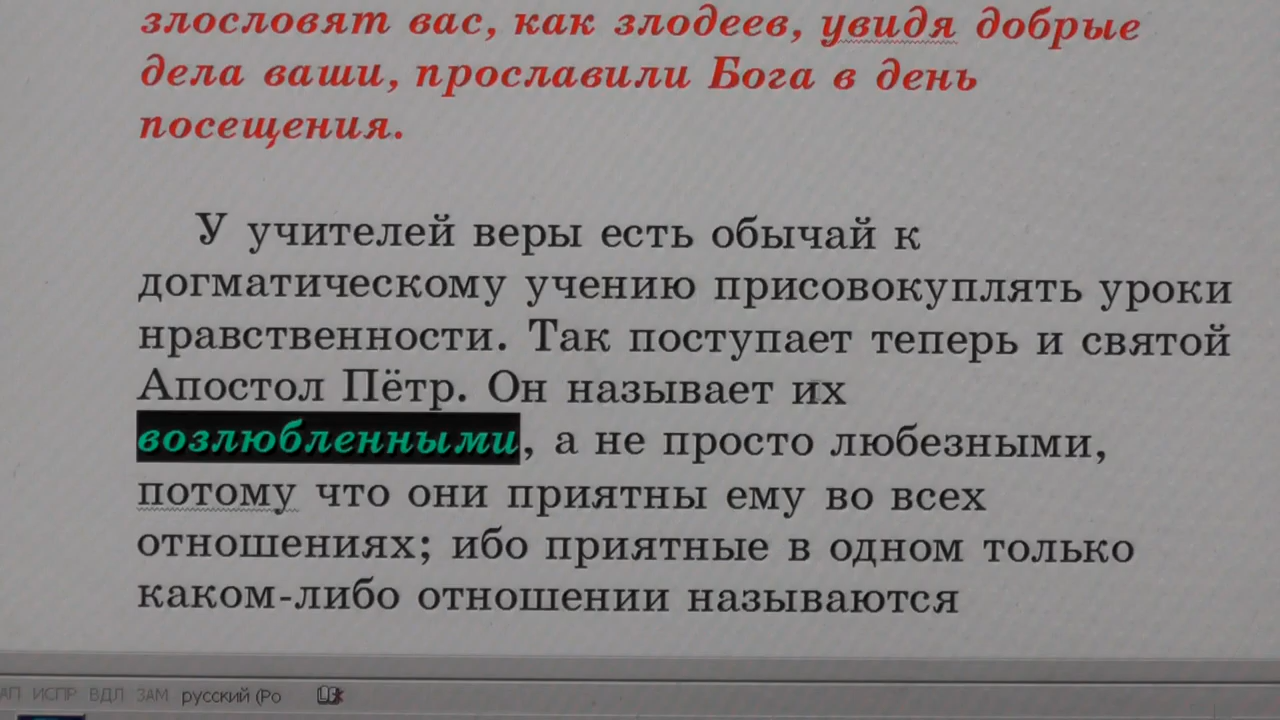 злословят вас, как злодеев, увидя добрые
дела ваши, прославили Бога в день
посещения.
У учителей веры есть обычай к
догматическому учению присовокуплять уроки
нравственности. Так поступает теперь и святой
Апостол Пётр. Он называет их
возлюбленными, а не просто любезными,
потому что они приятны ему во всех
отношениях; ибо приятные в одном только
каком-либо отношении называются
АП ИСПР ВДЛ ЗАМ русский (Ро